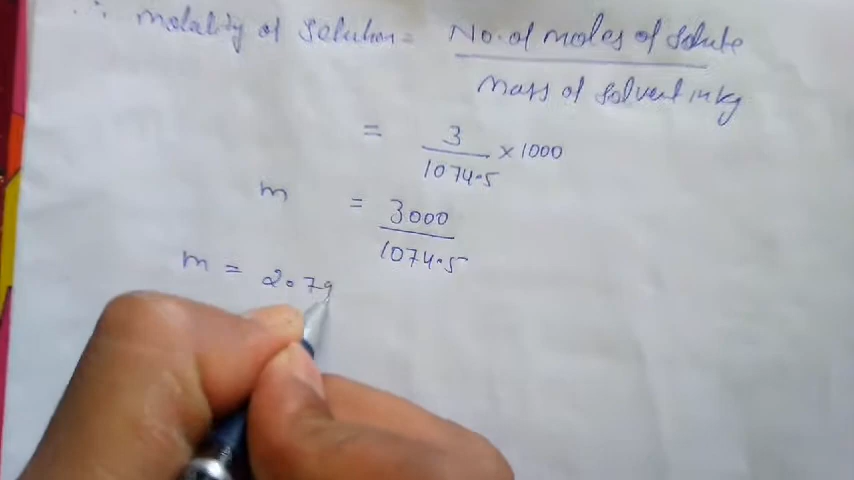 ∴ molality of solution = No. of moles of solute
Mass of solvent in kg
= 3 × 1000
1074.5
m = 3000
1074.5
m = 2.79